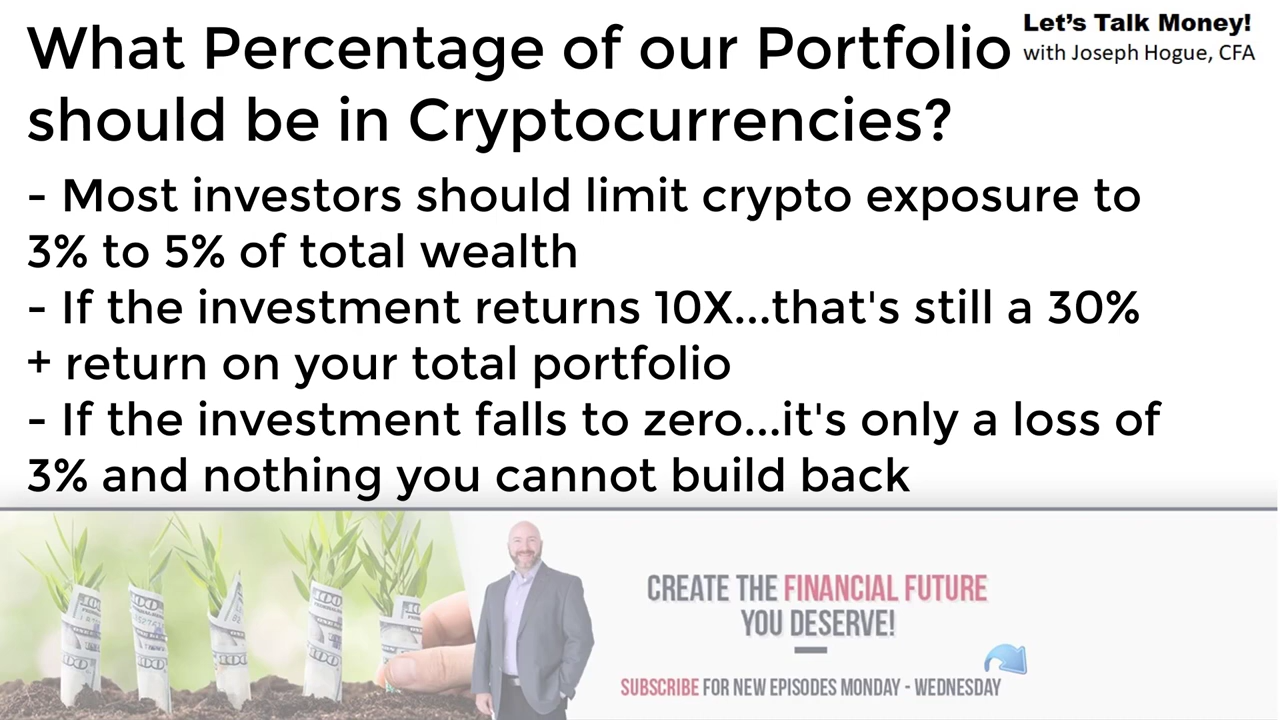 What Percentage of our Portfolio
should be in Cryptocurrencies?
Let's Talk Money!
with Joseph Hogue, CFA
- Most investors should limit crypto exposure to
3% to 5% of total wealth
- If the investment returns 10X...that's still a 30%
+ return on your total portfolio
- If the investment falls to zero...it's only a loss of
3% and nothing you cannot build back
CREATE THE FINANCIAL FUTURE
YOU DESERVE!
SUBSCRIBE FOR NEW EPISODES MONDAY - WEDNESDAY